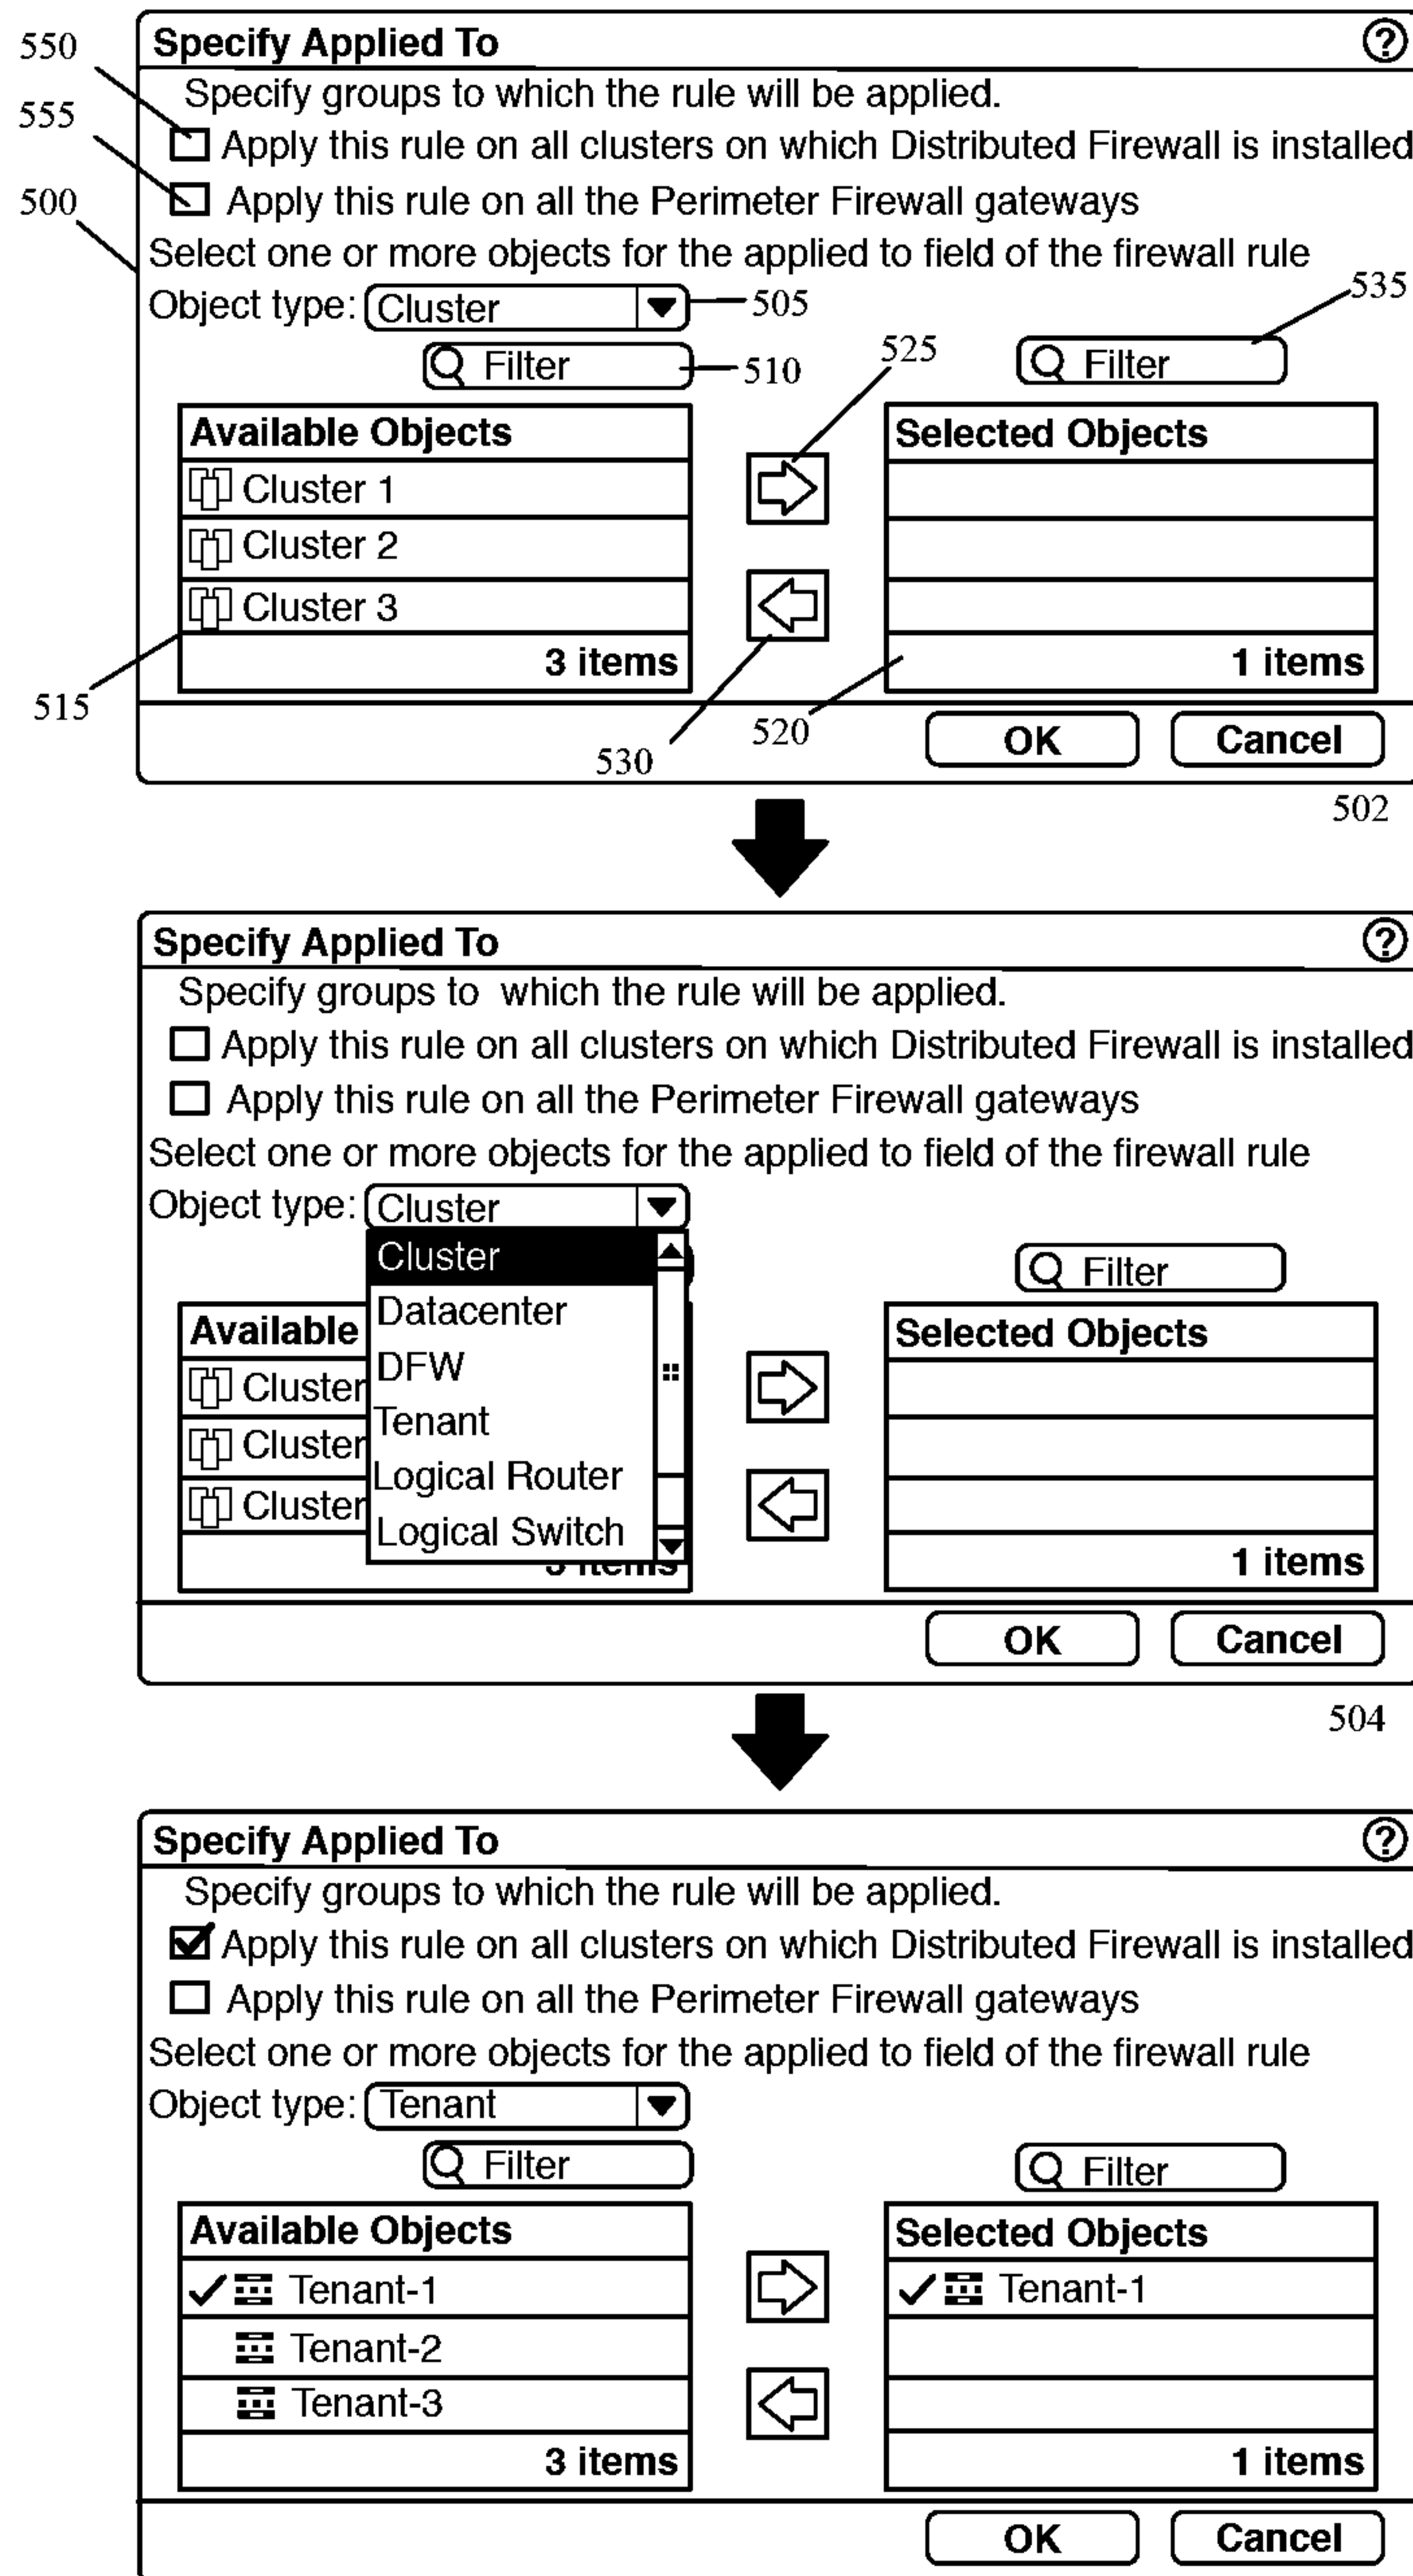 550
Specify Applied To ?
Specify groups to which the rule will be applied.
555
Apply this rule on all clusters on which Distributed Firewall is installed
500
Apply this rule on all the Perimeter Firewall gateways
Select one or more objects for the applied to field of the firewall rule
Object type: Cluster 505 535
Filter 510 525 Filter
Available Objects Selected Objects
Cluster 1
Cluster 2
Cluster 3
3 items 1 items
515 530 520
OK Cancel
502
Specify Applied To ?
Specify groups to which the rule will be applied.
Apply this rule on all clusters on which Distributed Firewall is installed
Apply this rule on all the Perimeter Firewall gateways
Select one or more objects for the applied to field of the firewall rule
Object type: Cluster
Cluster Filter
Datacenter
Available Selected Objects
Cluster DFW
Tenant
Cluster
Logical Router
Cluster
Logical Switch
3 items 1 items
OK Cancel
504
Specify Applied To ?
Specify groups to which the rule will be applied.
Apply this rule on all clusters on which Distributed Firewall is installed
Apply this rule on all the Perimeter Firewall gateways
Select one or more objects for the applied to field of the firewall rule
Object type: Tenant
Filter Filter
Available Objects Selected Objects
Tenant-1 Tenant-1
Tenant-2
Tenant-3
3 items 1 items
OK Cancel